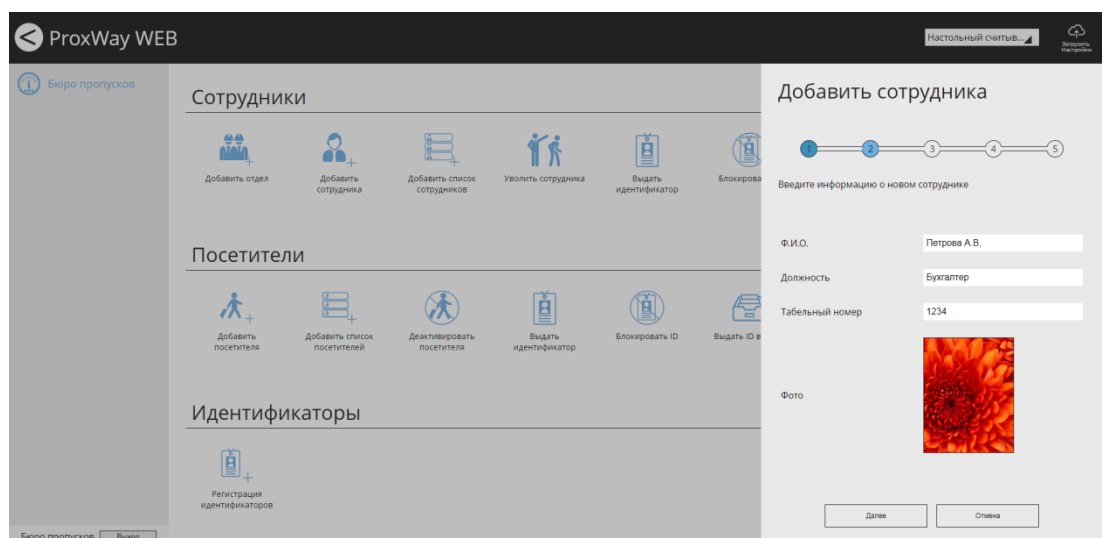 ProxWay WEB
Настольный считыв...
Загрузить
Настройки
Бюро пропусков
Сотрудники
Добавить отдел
Добавить
сотрудника
Добавить список
сотрудников
Уволить сотрудника
Выдать
идентификатор
Блокирова
Посетители
Добавить
посетителя
Добавить список
посетителей
Деактивировать
посетителя
Выдать
идентификатор
Блокировать ID
Выдать ID в
Идентификаторы
Регистрация
идентификаторов
Бюро пропусков
Выход
Добавить сотрудника
1 2 3 4 5
Введите информацию о новом сотруднике
Ф.И.О.
Петрова А.В,
Должность
Бухгалтер
Табельный номер
1234
Фото
Далее
Отмена